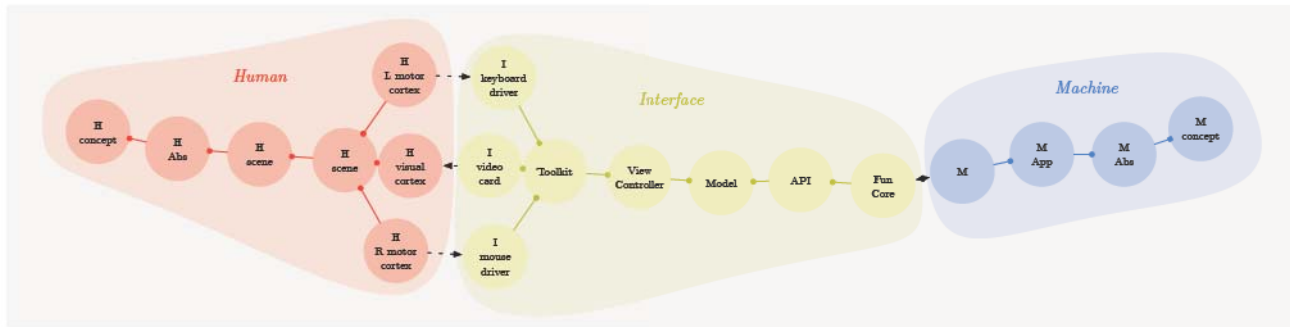 Human
H
concept
H
Abs
H
scene
H
scene
H
L motor
cortex
H
visual
cortex
H
R motor
cortex
Interface
I
keyboard
driver
I
video
card
I
mouse
driver
Toolkit
View
Controller
Model
API
Fun
Core
Machine
M
M
App
M
Abs
M
concept